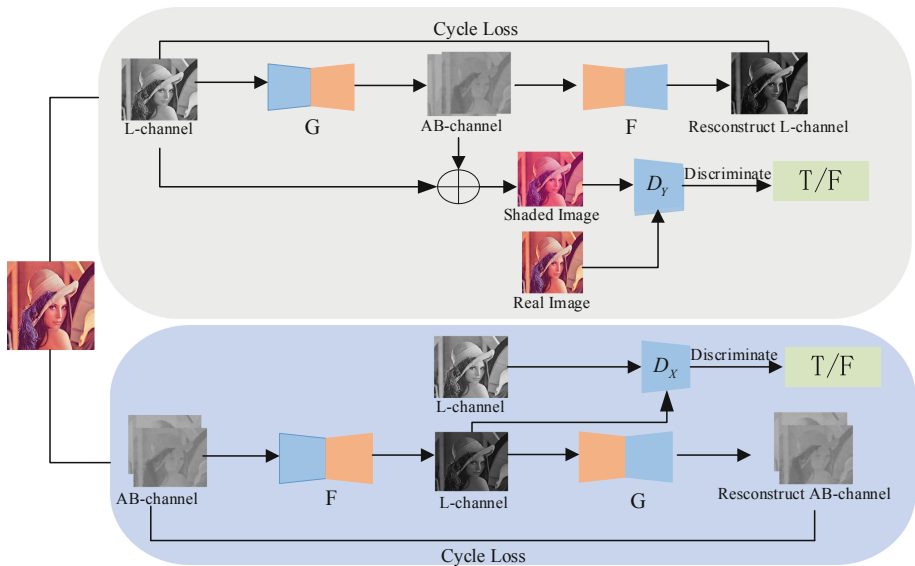 Cycle Loss
L-channel
G
AB-channel
F
Resconstruct L-channel
Shaded Image
D_Y
Discriminate
T/F
Real Image
L-channel
D_X
Discriminate
T/F
AB-channel
F
L-channel
G
Resconstruct AB-channel
Cycle Loss